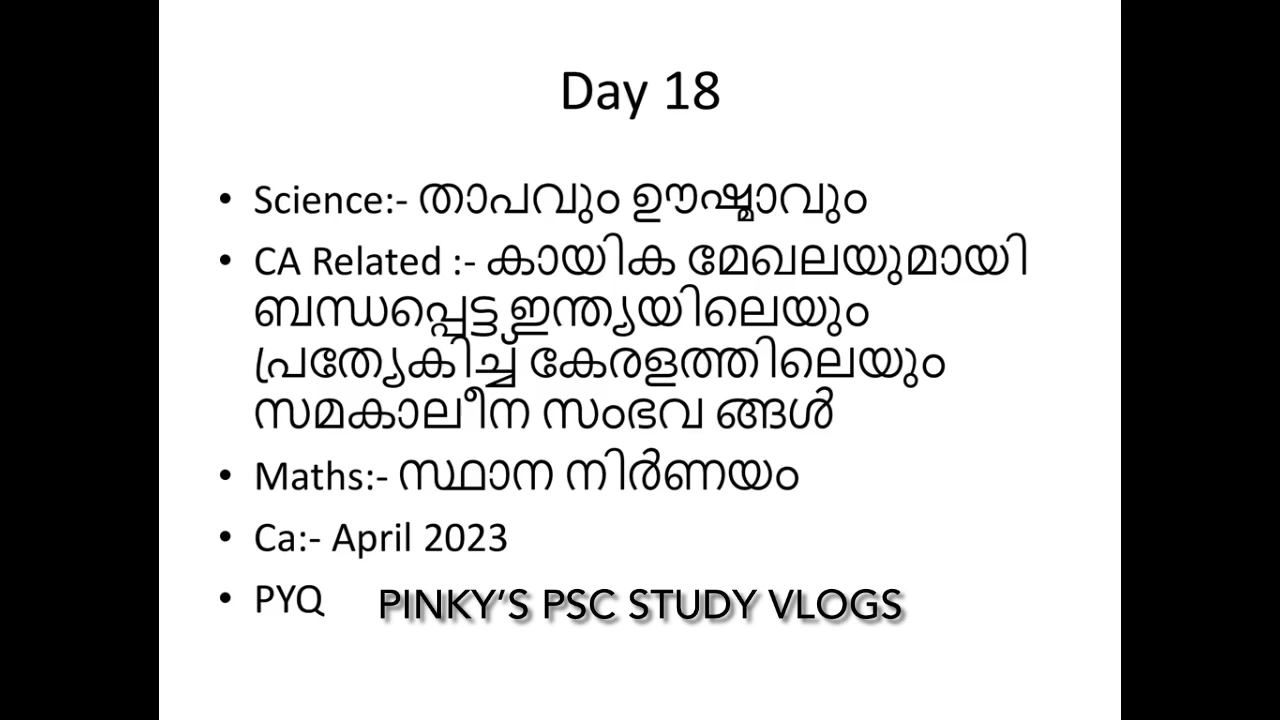 Day 18
• Science:- താപവും ഊഷ്മാവും
• CA Related :- കായിക മേഖലയുമായി
ബന്ധപ്പെട്ട ഇന്ത്യയിലെയും
പ്രത്യേകിച്ച് കേരളത്തിലെയും
സമകാലീന സംഭവ ങ്ങൾ
• Maths:- സ്ഥാന നിർണയം
• Ca:- April 2023
• PYQ PINKY’S PSC STUDY VLOGS